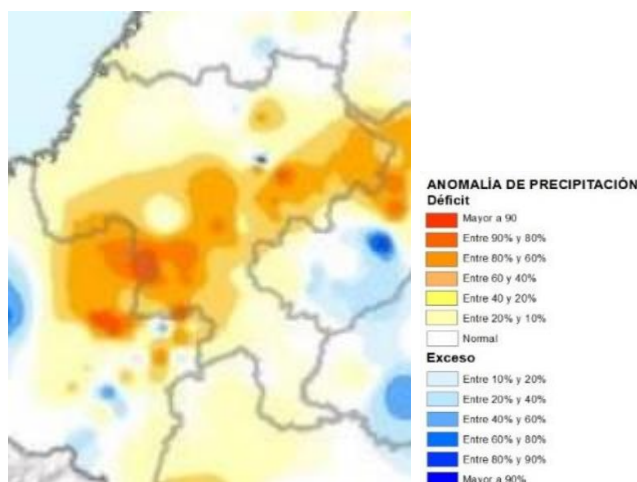 ANOMALÍA DE PRECIPITACIÓN
Déficit
Mayor a 90
Entre 90% y 80%
Entre 80% y 60%
Entre 60 y 40%
Entre 40 y 20%
Entre 20% y 10%
Normal
Exceso
Entre 10% y 20%
Entre 20% y 40%
Entre 40% y 60%
Entre 60% y 80%
Entre 80% y 90%
Mayor a 90%